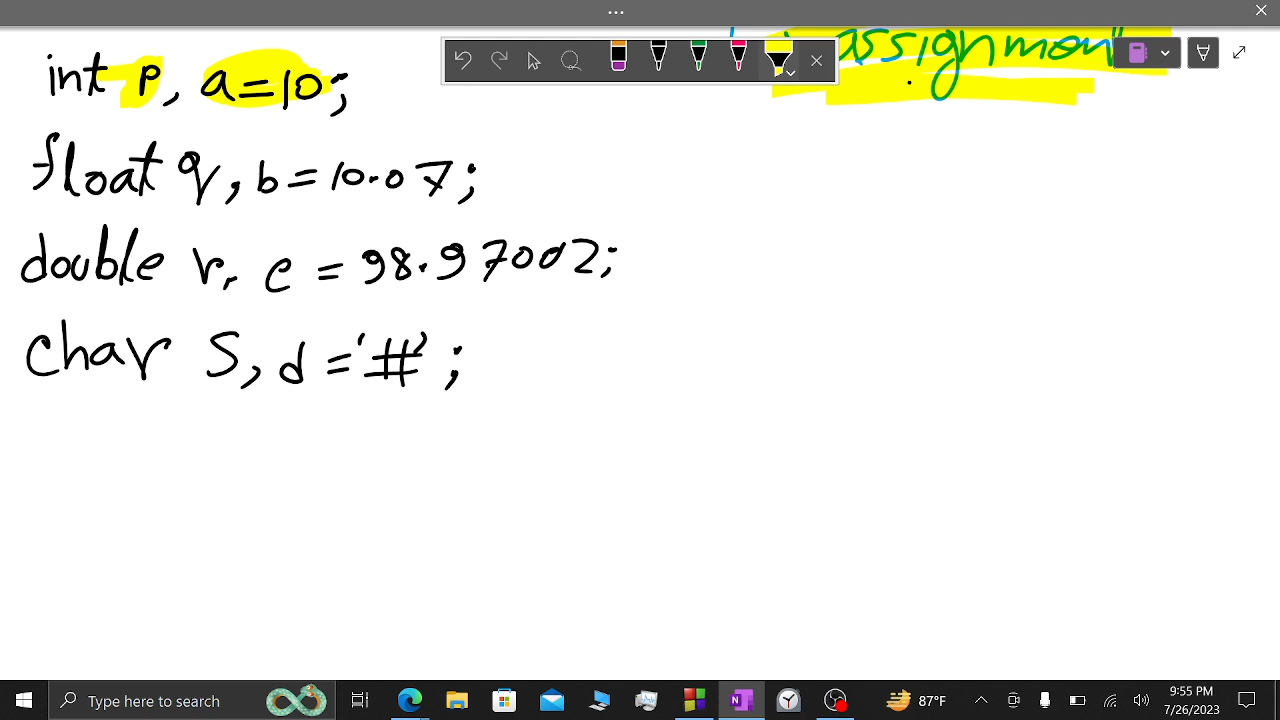 "assignmen"
int p, a=10;
float q, b=10.07;
double r, c=98.97002;
char s, d='#';
Type here to search
87°F
9:55 PM
7/26/2023